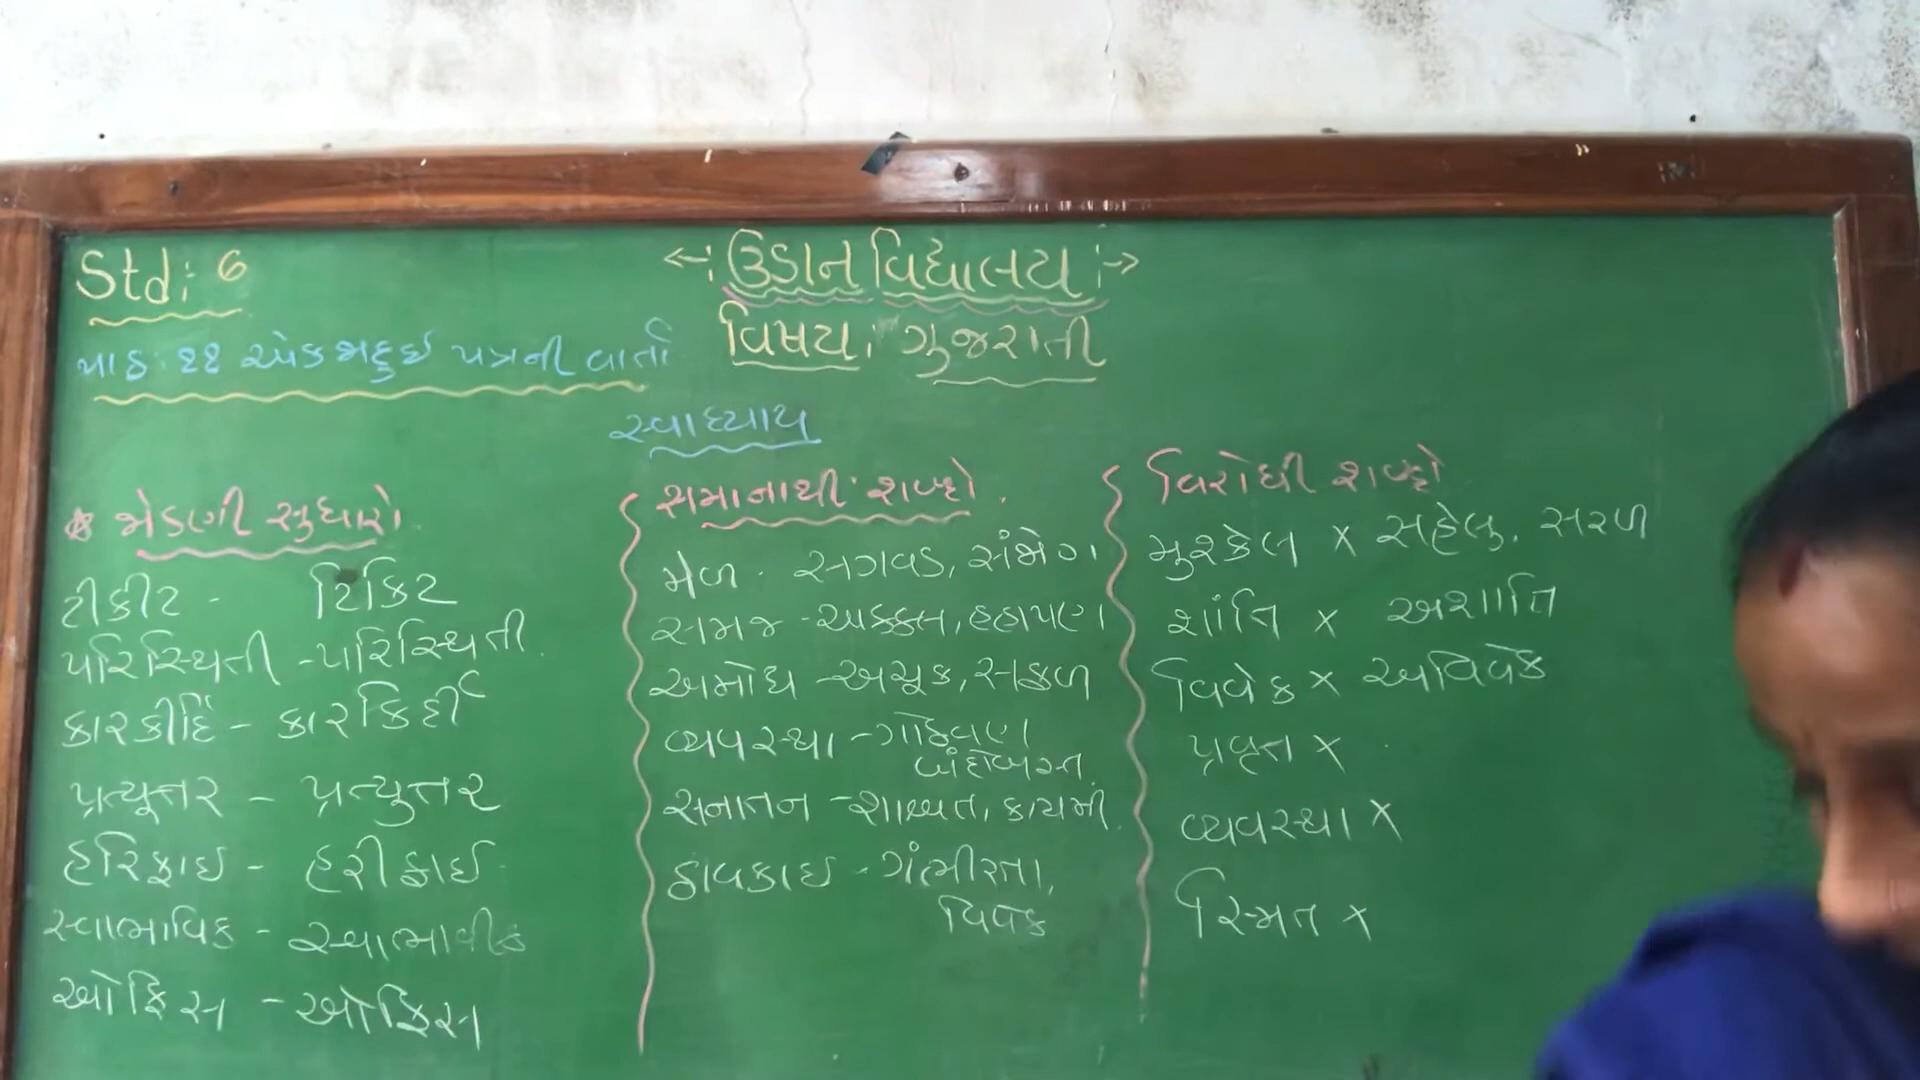 Std: 6
←: ઉડાન વિદ્યાલય :→
વિષય: ગુજરાતી
પાઠ: ૨૨ એક જાદુઈ પત્રની વાર્તા
સ્વાધ્યાય
* જોડણી સુધારો.
ટીકીટ - ટિકિટ
પરિસ્થિતી - પરિસ્થિતી.
કારકીર્દિ - કારકિર્દી
પ્રત્યૂત્તર - પ્રત્યુત્તર
હરિફાઇ - હરીફાઈ
સ્વાભાવિક - સ્વાભાવીક
ઓફિસ - ઓફિસ
સમાનાર્થી શબ્દો.
મેળ - સગવડ, સંજોગ
સમજ - અક્કલ, ડહાપણ
અમોઘ - અચૂક, સફળ
વ્યવસ્થા - ગોઠવણ
બંદોબસ્ત.
સનાતન - શાશ્વત, કાયમી.
ઠાવકાઇ - ગંભીરતા,
વિવેક
વિરોધી શબ્દો
મુશ્કેલ × સહેલુ, સરળ
શાંતિ × અશાંતિ
વિવેક × અવિવેક
પ્રવૃત્ત ×
વ્યવસ્થા ×
સ્મિત ×